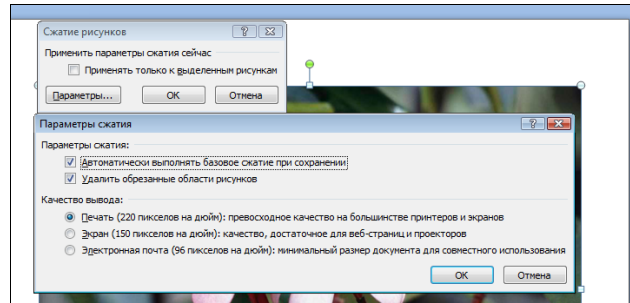 Сжатие рисунков
Применить параметры сжатия сейчас
Применять только к выделенным рисункам
Параметры...
ОК
Отмена
Параметры сжатия
Параметры сжатия:
Автоматически выполнять базовое сжатие при сохранении
Удалить обрезанные области рисунков
Качество вывода:
Печать (220 пикселов на дюйм): превосходное качество на большинстве принтеров и экранов
Экран (150 пикселов на дюйм): качество, достаточное для веб-страниц и проекторов
Электронная почта (96 пикселов на дюйм): минимальный размер документа для совместного использования
ОК
Отмена